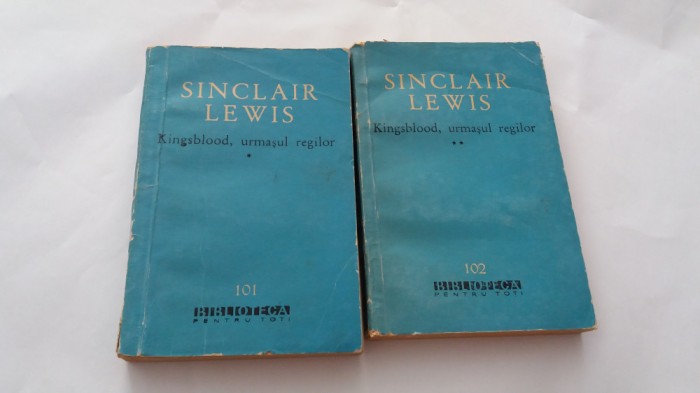 SINCLAIR
LEWIS
Kingsblood, urmașul regilor
*
101
BIBLIOTECA
PENTRU TOȚI
SINCLAIR
LEWIS
Kingsblood, urmașul regilor
**
102
BIBLIOTECA
PENTRU TOȚI